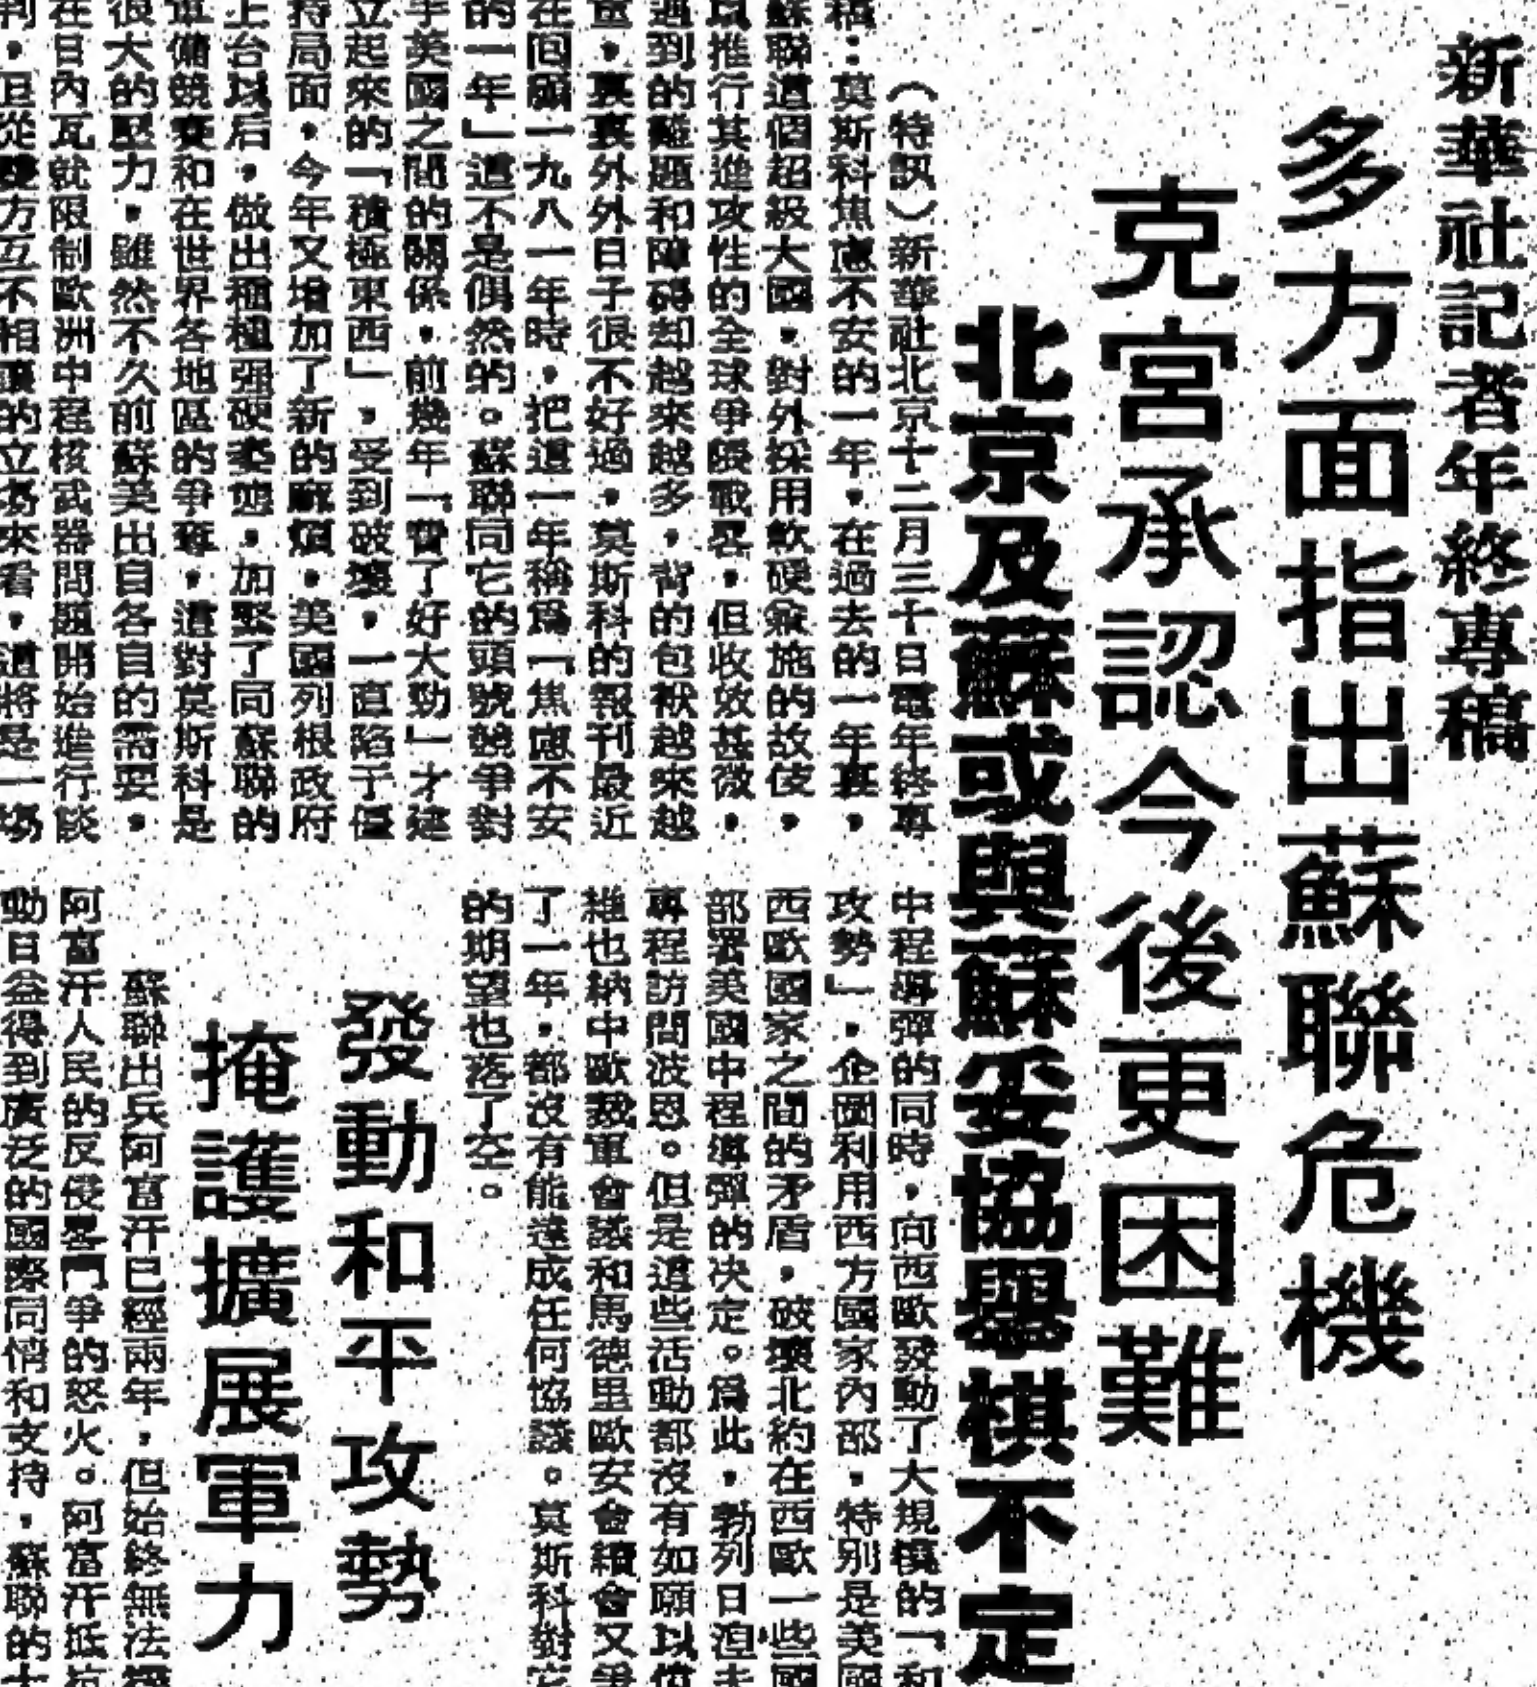 新華社記者年終專稿
多方面指出蘇聯危機
克宮承認今後更困難
北京及蘇或與蘇妥協舉棋不定
（特訊）新華社北京十二月三十日電年終專
稿：莫斯科焦慮不安的一年，在過去的一年裏，
蘇聯這個超級大國，對外採用軟硬兼施的故伎，
以推行其進攻性的全球爭霸戰畧，但收效甚微，
遇到的難題和障碍却越來越多，背的包袱越來越
重，裏裏外外日子很不好過，莫斯科的報刊最近
在回顧一九八一年時，把這一年稱爲「焦慮不安
的一年」這不是偶然的。蘇聯同它的頭號競爭對
手美國之間的關係，前幾年「費了好大勁」才建
立起來的「積極東西」，受到破壞，一直陷于僵
持局面，今年又增加了新的麻煩，美國列根政府
上台以后，做出種種强硬姿態，加緊了同蘇聯的
軍備競賽和在世界各地區的爭奪，這對莫斯科是
很大的壓力，雖然不久前蘇美出自各自的需要，
在日內瓦就限制歐洲中程核武器問題開始進行談
判，但從雙方互不相讓的立場來看，這將是一場
中程導彈的同時，向西歐發動了大規模的「和
攻勢」，企圖利用西方國家內部，特別是美國
西歐國家之間的矛盾，破壞北約在西歐一些國
部署美國中程導彈的决定。爲此，勃列日湼夫
專程訪問波恩。但是這些活動都沒有如願以償
維也納中歐裁軍會議和馬德里歐安會續會又爭
了一年，都沒有能達成任何協議。莫斯科對它
的期望也落了空。
發動和平攻勢
掩護擴展軍力
蘇聯出兵阿富汗已經兩年，但始終無法
阿富汗人民的反侵畧鬥爭的怒火。阿富汗抵抗
動日益得到廣泛的國際同情和支持，蘇聯的